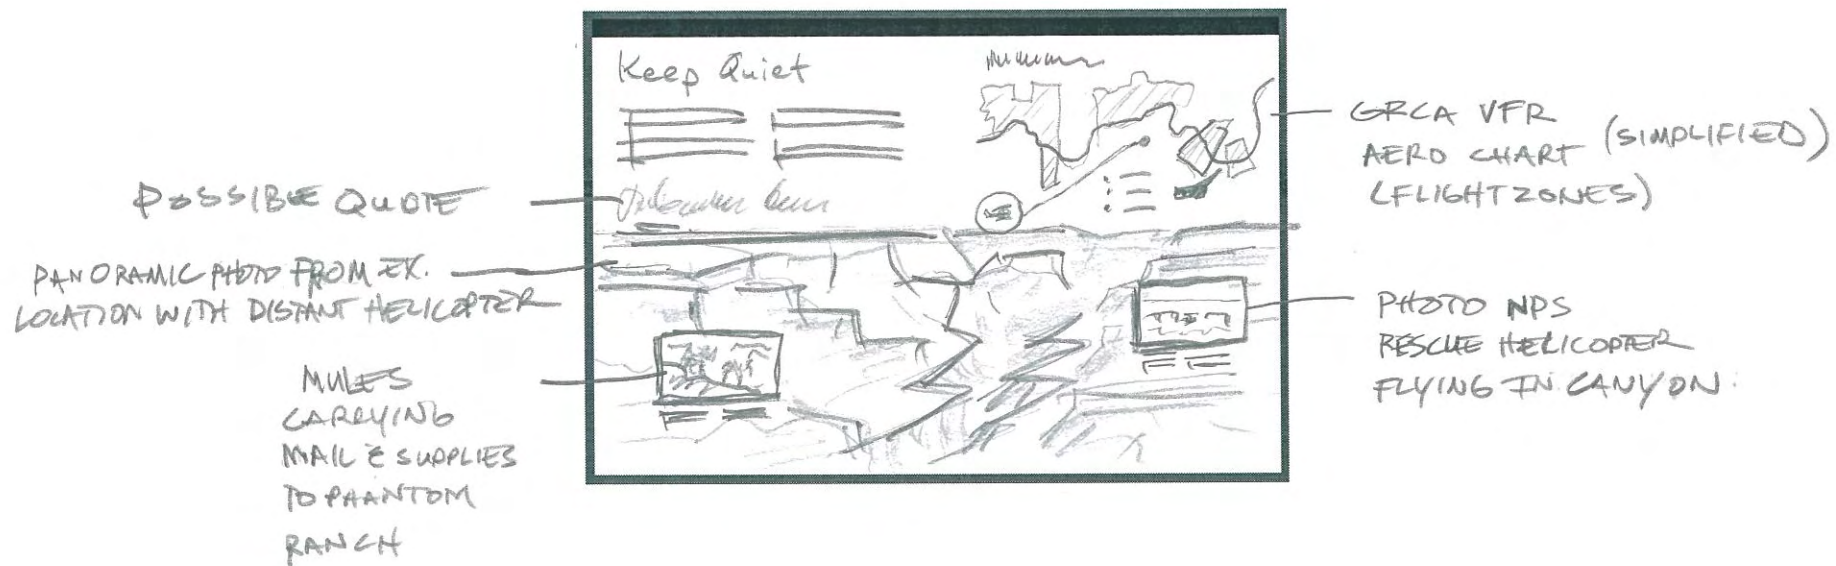 Keep Quiet
POSSIBLE QUOTE
PANORAMIC PHOTO FROM EX.
LOCATION WITH DISTANT HELICOPTER
MULES
CARRYING
MAIL & SUPPLIES
TO PHANTOM
RANCH
GRCA VFR
AERO CHART (SIMPLIFIED)
(FLIGHT ZONES)
PHOTO NPS
RESCUE HELICOPTER
FLYING IN CANYON.